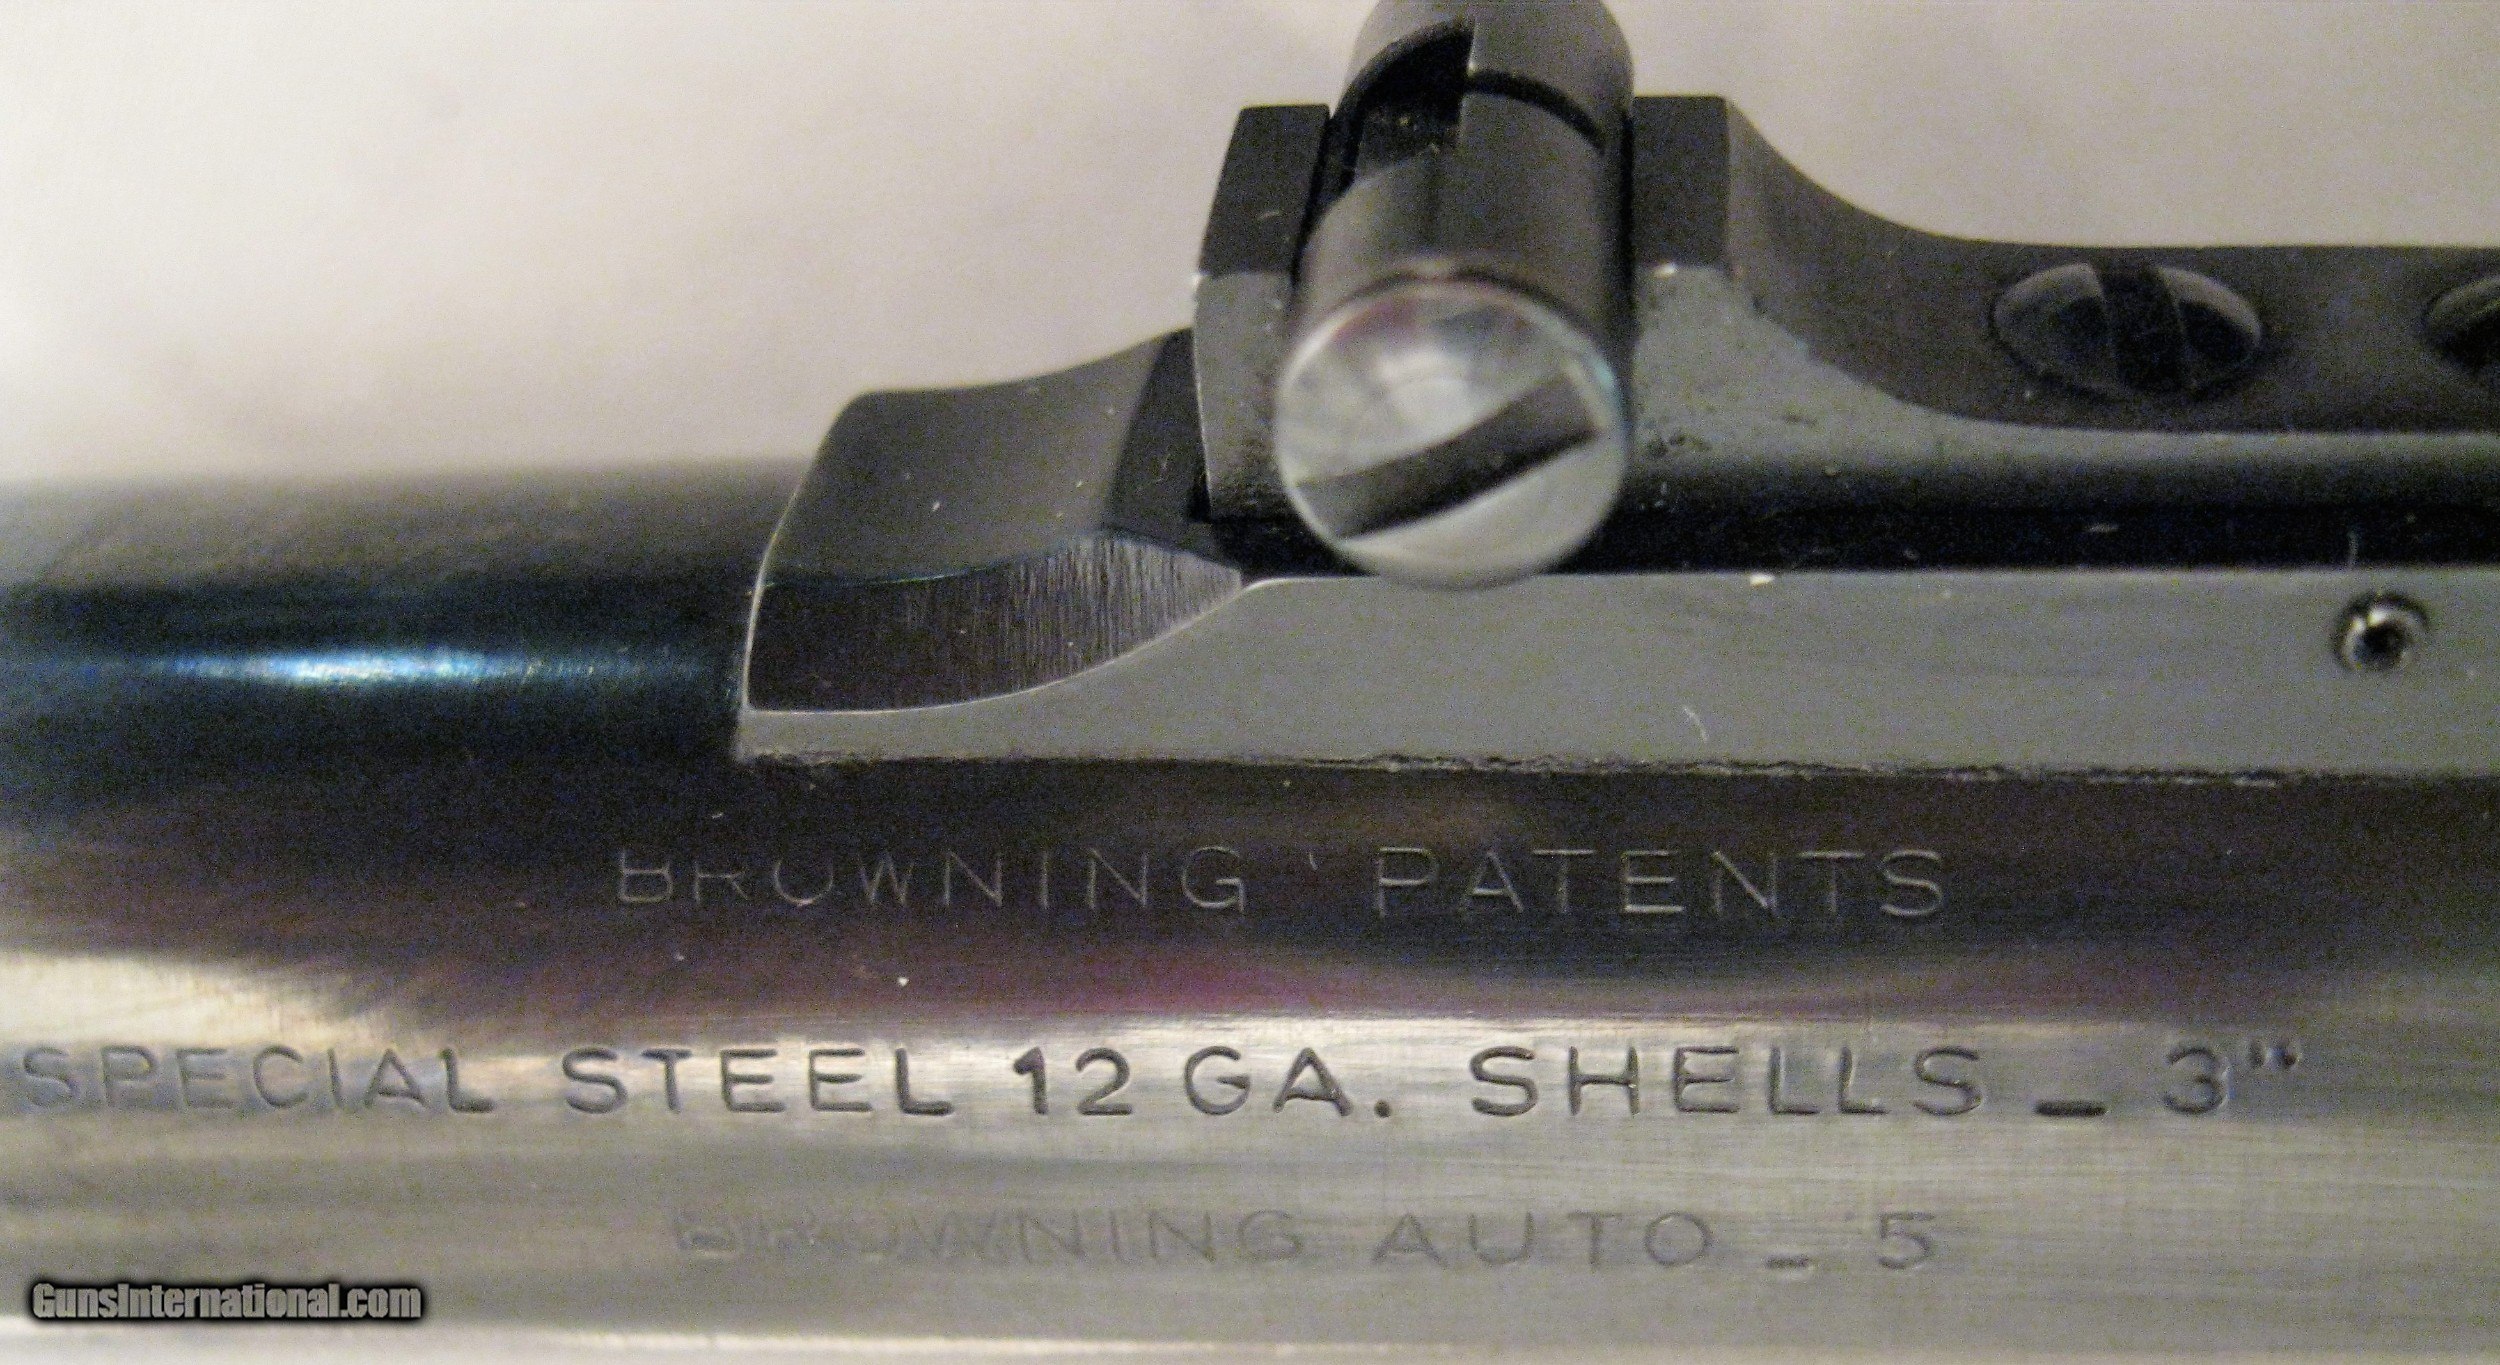 BROWNING PATENTS
SPECIAL STEEL 12 GA. SHELLS _ 3"
BROWNING AUTO _ 5
GunsInternational.com